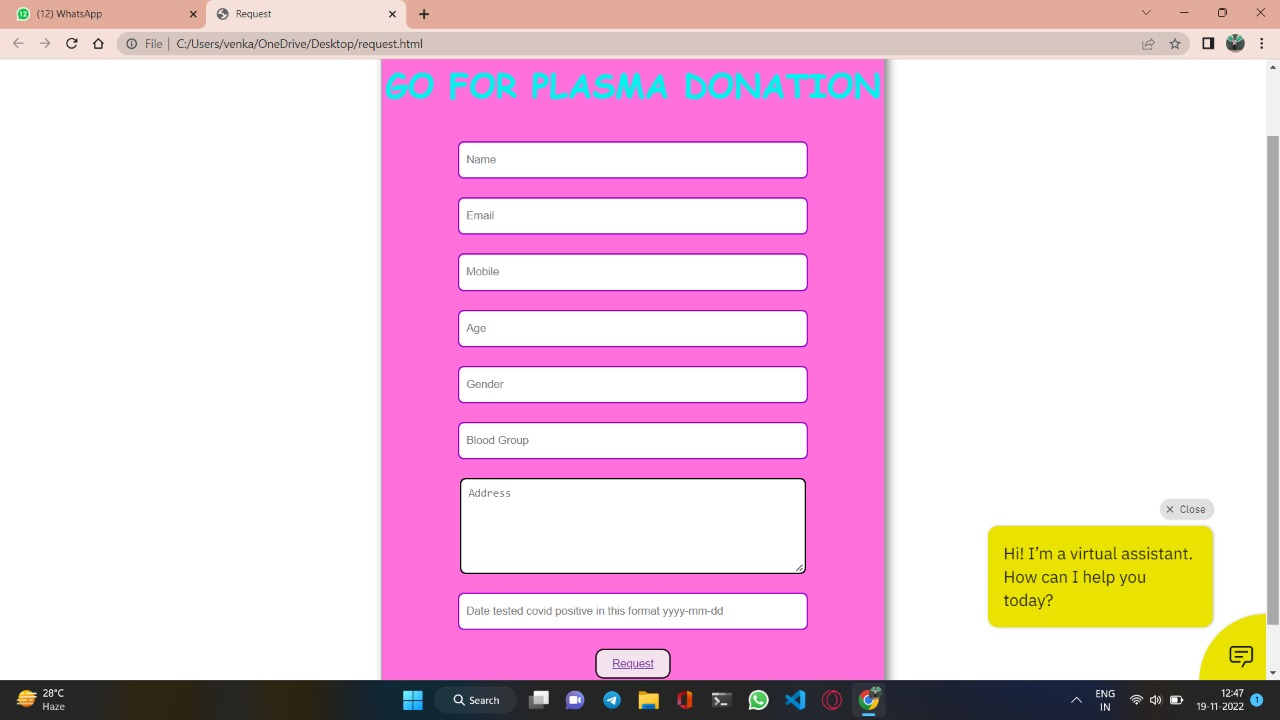 (12) WhatsApp
Request
File
C:/Users/venka/OneDrive/Desktop/request.html
GO FOR PLASMA DONATION
Name
Email
Mobile
Age
Gender
Blood Group
Address
Date tested covid positive in this format yyyy-mm-dd
Request
Close
Hi! I'm a virtual assistant.
How can I help you
today?
28°C
Haze
Search
ENG
IN
12:47
19-11-2022
1